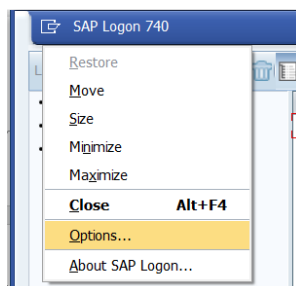 SAP Logon 740
Restore
Move
Size
Minimize
Maximize
Close Alt+F4
Options...
About SAP Logon...